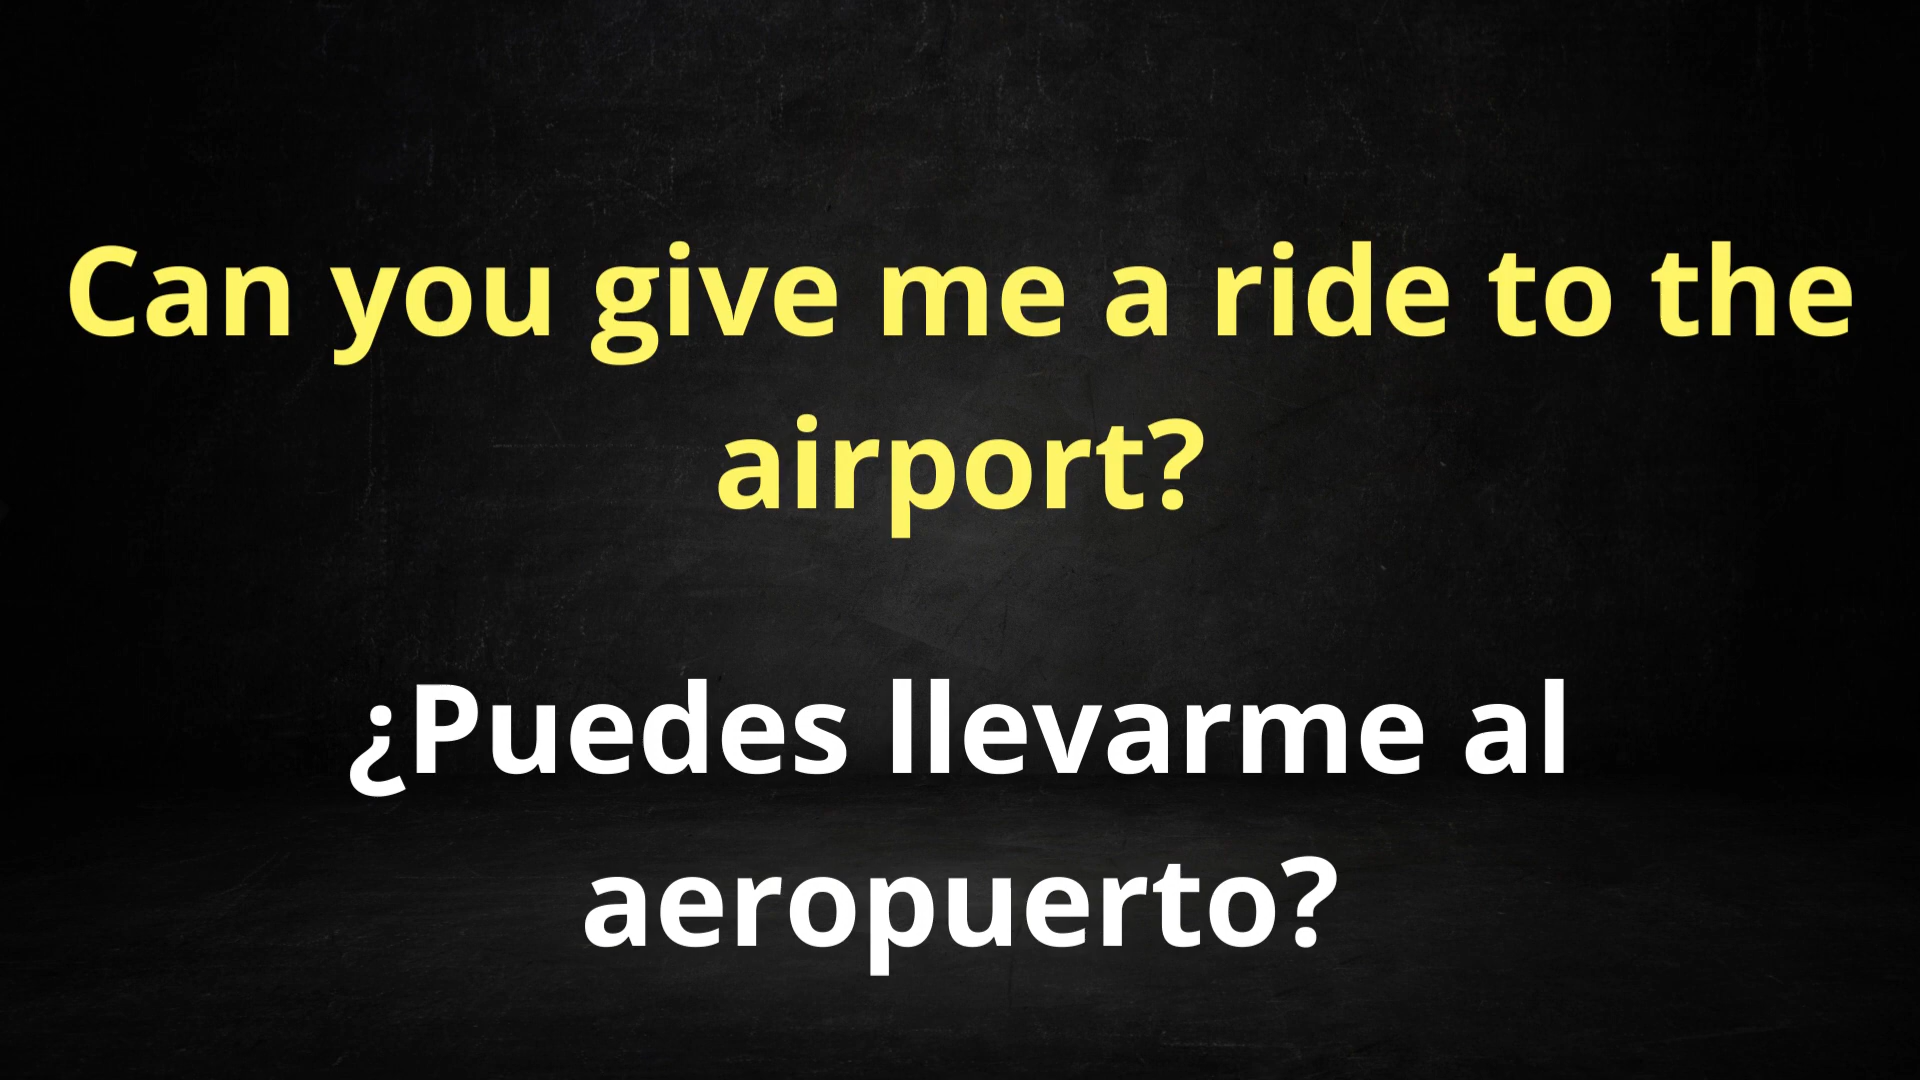 Can you give me a ride to the
airport?
¿Puedes llevarme al
aeropuerto?